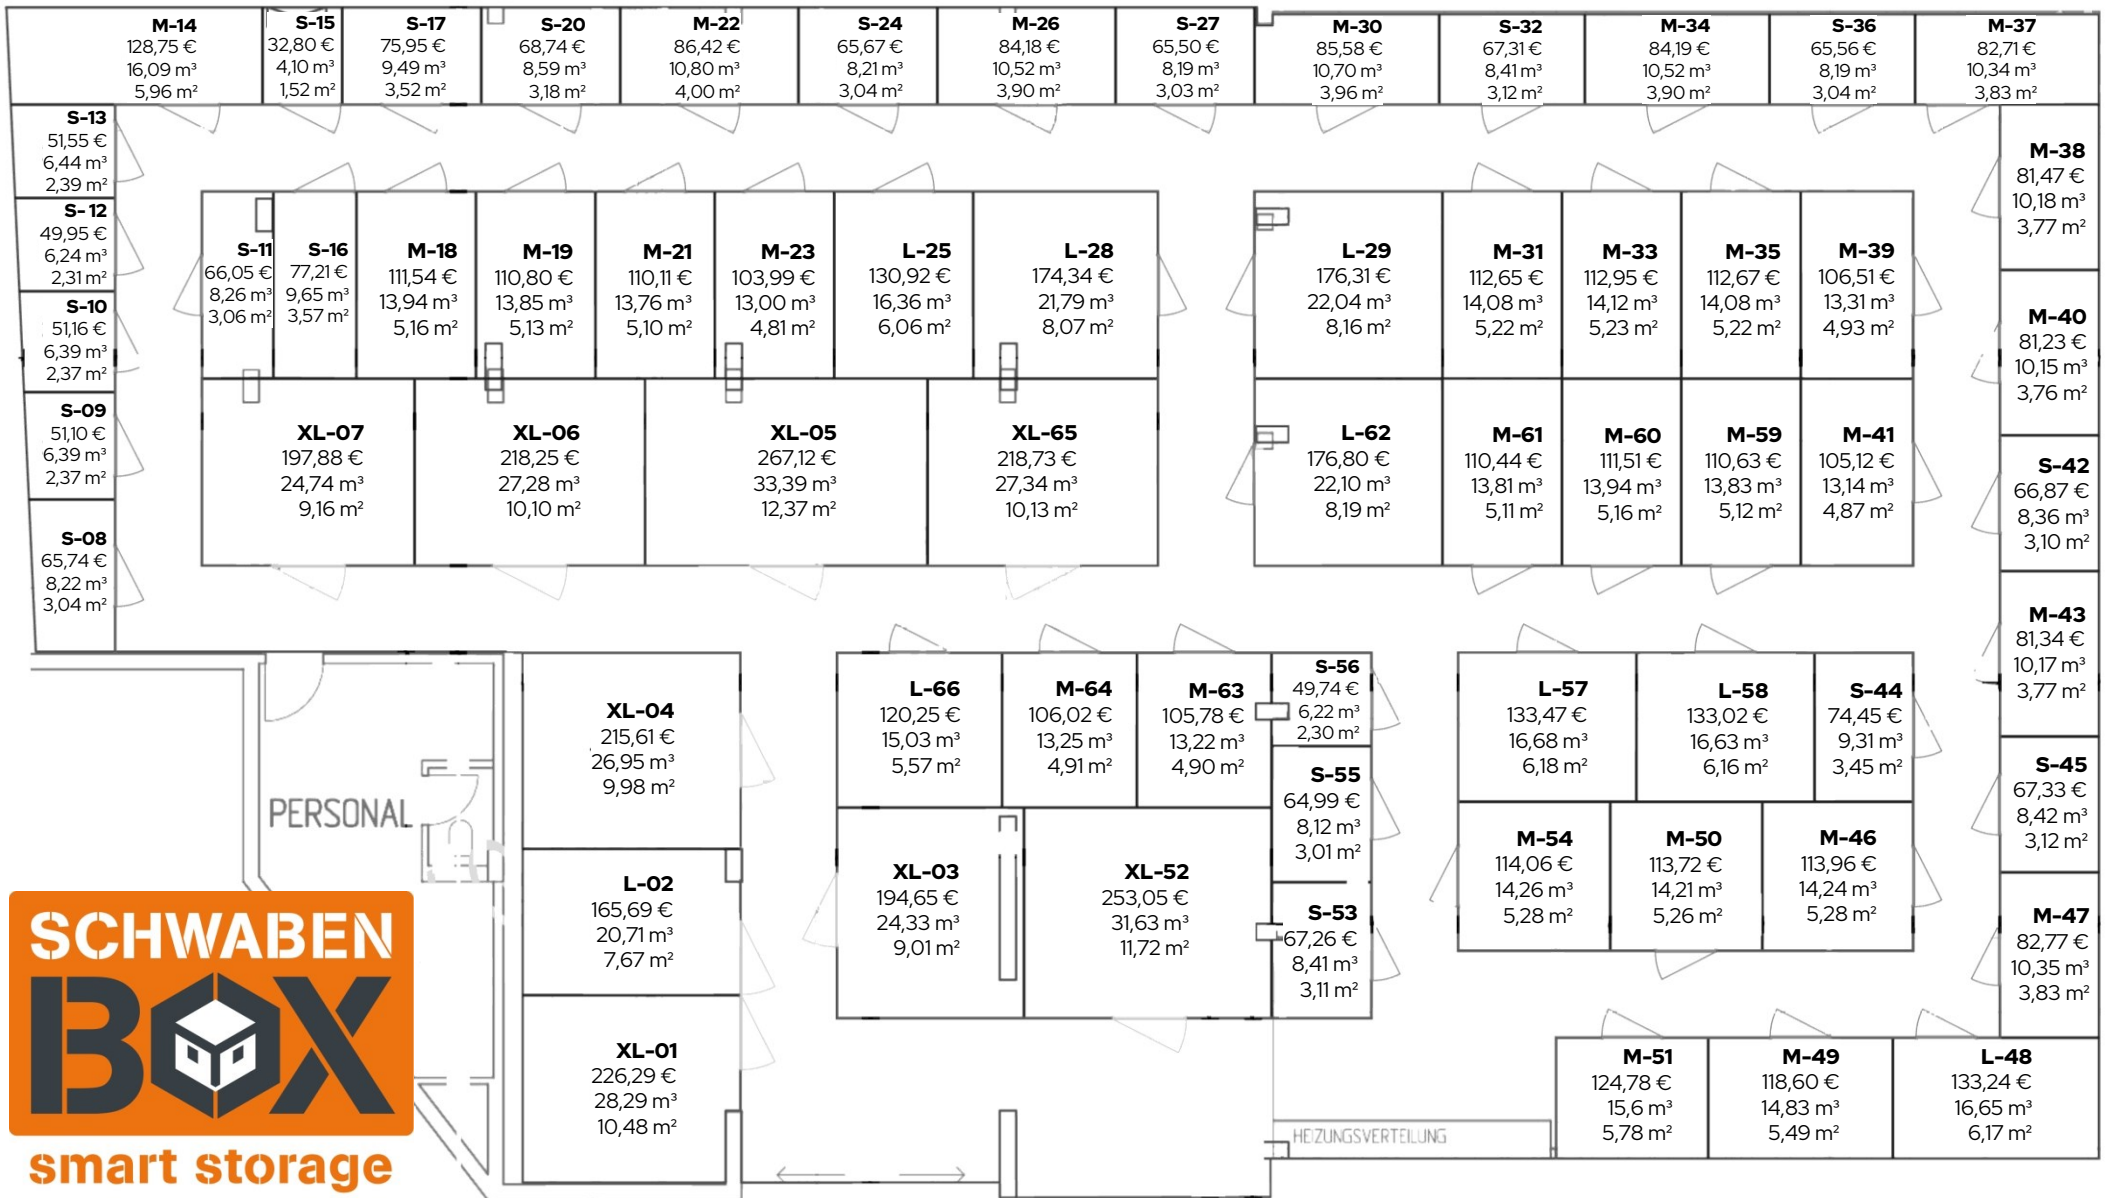 M-14
128,75 €
16,09 m³
5,96 m²
S-15
32,80 €
4,10 m³
1,52 m²
S-17
75,95 €
9,49 m³
3,52 m²
S-20
68,74 €
8,59 m³
3,18 m²
M-22
86,42 €
10,80 m³
4,00 m²
S-24
65,67 €
8,21 m³
3,04 m²
M-26
84,18 €
10,52 m³
3,90 m²
S-27
65,50 €
8,19 m³
3,03 m²
M-30
85,58 €
10,70 m³
3,96 m²
S-32
67,31 €
8,41 m³
3,12 m²
M-34
84,19 €
10,52 m³
3,90 m²
S-36
65,56 €
8,19 m³
3,04 m²
M-37
82,71 €
10,34 m³
3,83 m²
S-13
51,55 €
6,44 m³
2,39 m²
S- 12
49,95 €
6,24 m³
2,31 m²
S-10
51,16 €
6,39 m³
2,37 m²
S-09
51,10 €
6,39 m³
2,37 m²
S-08
65,74 €
8,22 m³
3,04 m²
S-11
66,05 €
8,26 m³
3,06 m²
S-16
77,21 €
9,65 m³
3,57 m²
M-18
111,54 €
13,94 m³
5,16 m²
M-19
110,80 €
13,85 m³
5,13 m²
M-21
110,11 €
13,76 m³
5,10 m²
M-23
103,99 €
13,00 m³
4,81 m²
L-25
130,92 €
16,36 m³
6,06 m²
L-28
174,34 €
21,79 m³
8,07 m²
L-29
176,31 €
22,04 m³
8,16 m²
M-31
112,65 €
14,08 m³
5,22 m²
M-33
112,95 €
14,12 m³
5,23 m²
M-35
112,67 €
14,08 m³
5,22 m²
M-39
106,51 €
13,31 m³
4,93 m²
M-38
81,47 €
10,18 m³
3,77 m²
M-40
81,23 €
10,15 m³
3,76 m²
XL-07
197,88 €
24,74 m³
9,16 m²
XL-06
218,25 €
27,28 m³
10,10 m²
XL-05
267,12 €
33,39 m³
12,37 m²
XL-65
218,73 €
27,34 m³
10,13 m²
L-62
176,80 €
22,10 m³
8,19 m²
M-61
110,44 €
13,81 m³
5,11 m²
M-60
111,51 €
13,94 m³
5,16 m²
M-59
110,63 €
13,83 m³
5,12 m²
M-41
105,12 €
13,14 m³
4,87 m²
S-42
66,87 €
8,36 m³
3,10 m²
M-43
81,34 €
10,17 m³
3,77 m²
S-45
67,33 €
8,42 m³
3,12 m²
M-47
82,77 €
10,35 m³
3,83 m²
XL-04
215,61 €
26,95 m³
9,98 m²
L-02
165,69 €
20,71 m³
7,67 m²
XL-01
226,29 €
28,29 m³
10,48 m²
L-66
120,25 €
15,03 m³
5,57 m²
M-64
106,02 €
13,25 m³
4,91 m²
M-63
105,78 €
13,22 m³
4,90 m²
S-56
49,74 €
6,22 m³
2,30 m²
S-55
64,99 €
8,12 m³
3,01 m²
S-53
67,26 €
8,41 m³
3,11 m²
XL-03
194,65 €
24,33 m³
9,01 m²
XL-52
253,05 €
31,63 m³
11,72 m²
L-57
133,47 €
16,68 m³
6,18 m²
L-58
133,02 €
16,63 m³
6,16 m²
S-44
74,45 €
9,31 m³
3,45 m²
M-54
114,06 €
14,26 m³
5,28 m²
M-50
113,72 €
14,21 m³
5,26 m²
M-46
113,96 €
14,24 m³
5,28 m²
M-51
124,78 €
15,6 m³
5,78 m²
M-49
118,60 €
14,83 m³
5,49 m²
L-48
133,24 €
16,65 m³
6,17 m²
PERSONAL
HEIZUNGSVERTEILUNG
SCHWABEN
BOX
smart storage